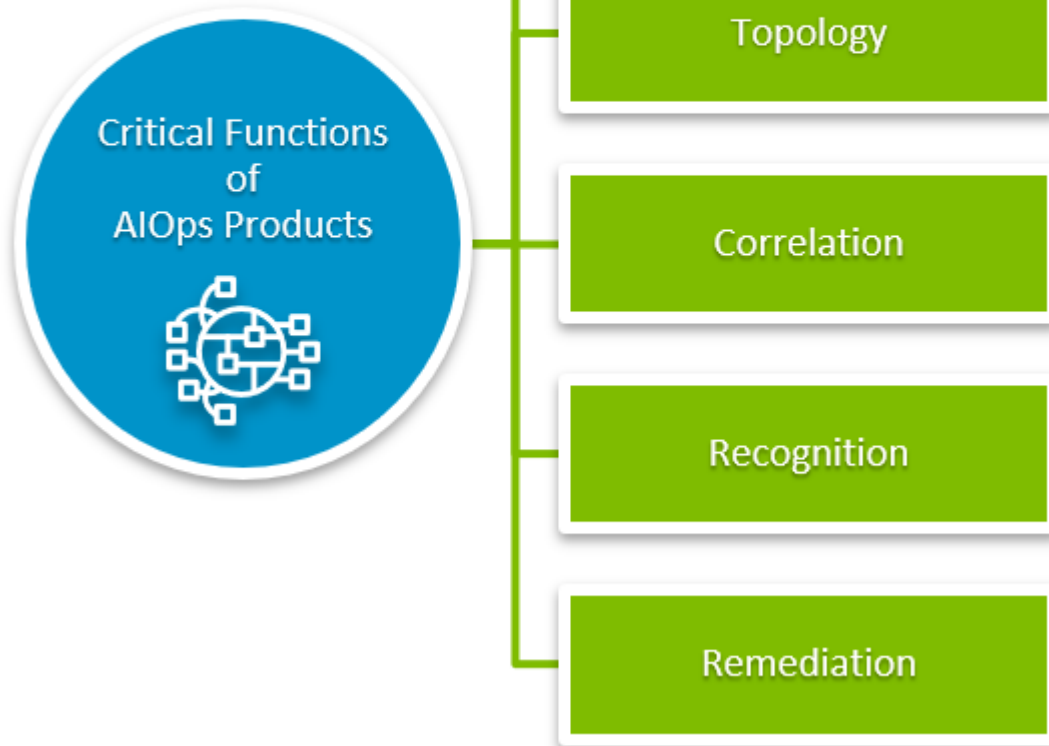 Critical Functions
of
AIOps Products
Topology
Correlation
Recognition
Remediation